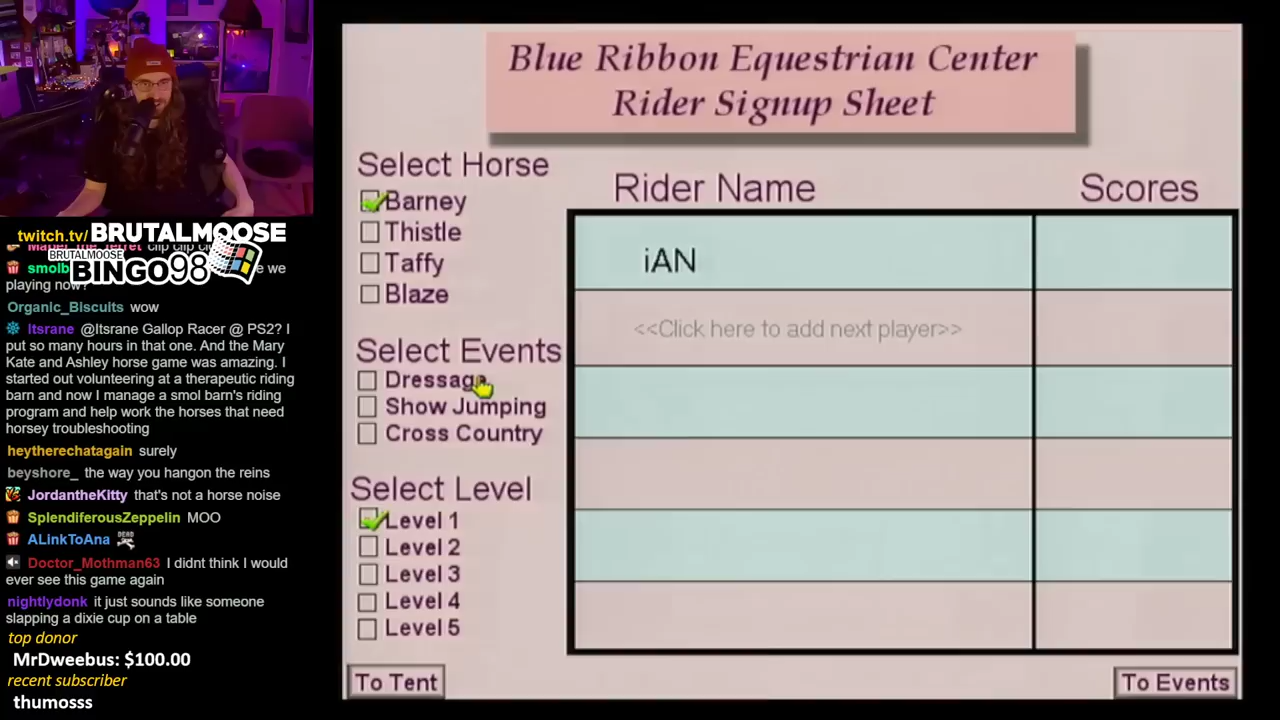 Blue Ribbon Equestrian Center
Rider Signup Sheet
Select Horse
Barney
Thistle
Taffy
Blaze
Select Events
Dressage
Show Jumping
Cross Country
Select Level
Level 1
Level 2
Level 3
Level 4
Level 5
Rider Name
Scores
iAN
<<Click here to add next player>>
To Tent
To Events
twitch.tv/BRUTALMOOSE
BRUTALMOOSE
BINGO98
clip clip
we
playing now?
Organic_Biscuits wow
Itsrane @Itsrane Gallop Racer @ PS2? I
put so many hours in that one. And the Mary
Kate and Ashley horse game was amazing. I
started out volunteering at a therapeutic riding
barn and now I manage a smol barn's riding
program and help work the horses that need
horsey troubleshooting
heytherechatagain surely
beyshore_ the way you hangon the reins
JordantheKitty that's not a horse noise
SplendiferousZeppelin MOO
ALinkToAna
Doctor_Mothman63 I didnt think I would
ever see this game again
nightlydonk it just sounds like someone
slapping a dixie cup on a table
top donor
MrDweebus: $100.00
recent subscriber
thumosss